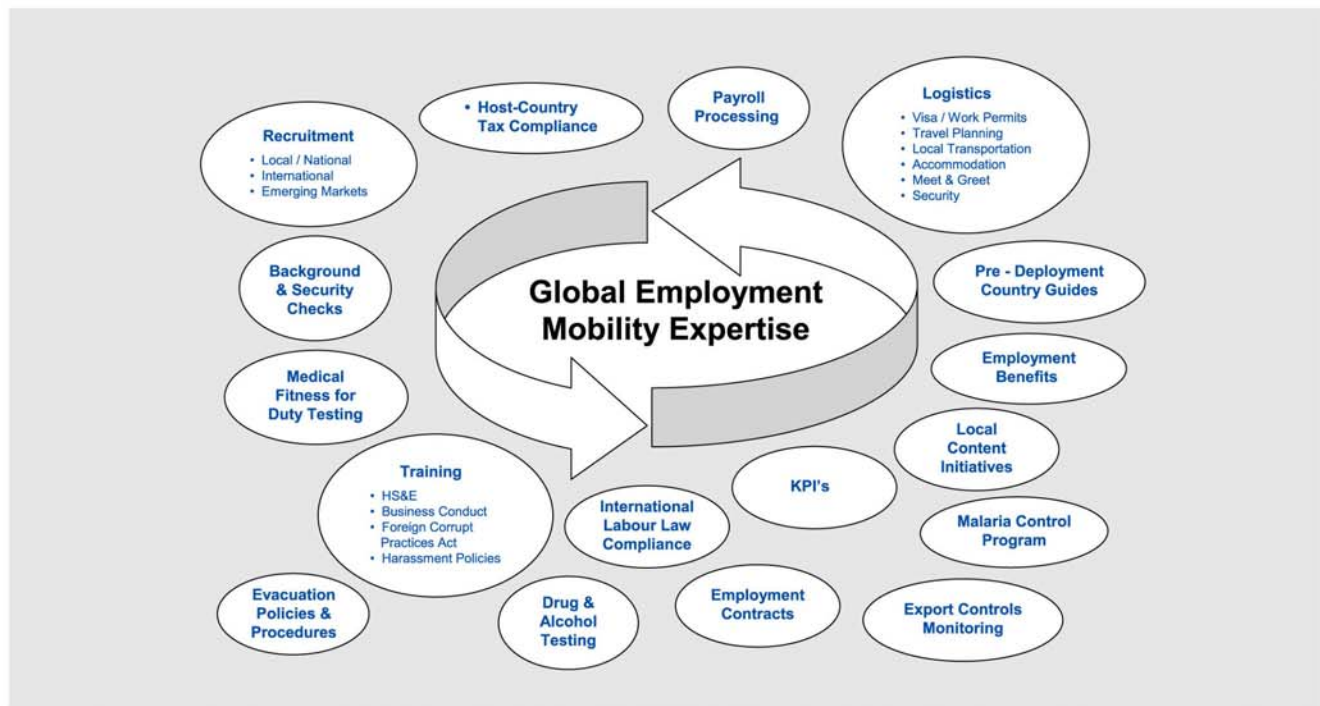 Recruitment
• Local / National
• International
• Emerging Markets
• Host-Country
Tax Compliance
Payroll
Processing
Logistics
• Visa / Work Permits
• Travel Planning
• Local Transportation
• Accommodation
• Meet & Greet
• Security
Background
& Security
Checks
Global Employment
Mobility Expertise
Pre - Deployment
Country Guides
Medical
Fitness for
Duty Testing
Employment
Benefits
Local
Content
Initiatives
Training
• HS&E
• Business Conduct
• Foreign Corrupt
Practices Act
• Harassment Policies
International
Labour Law
Compliance
KPI's
Malaria Control
Program
Evacuation
Policies &
Procedures
Drug &
Alcohol
Testing
Employment
Contracts
Export Controls
Monitoring